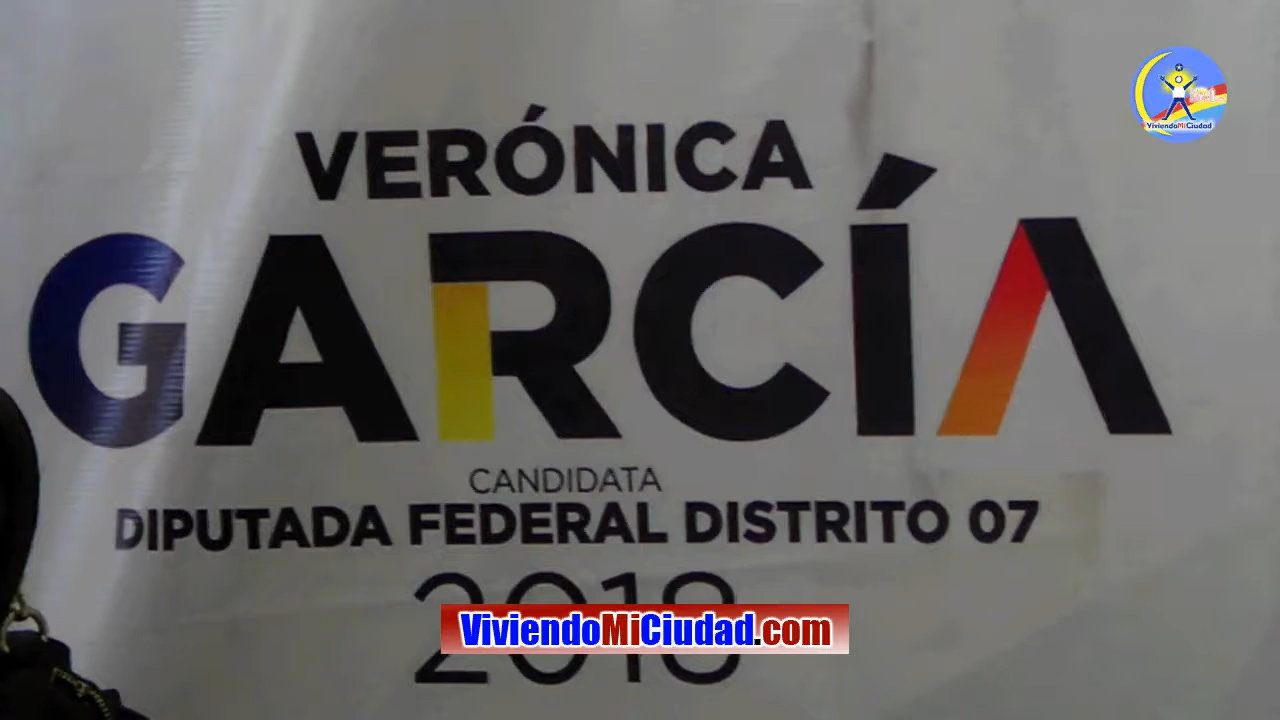 VERÓNICA
GARCÍA
CANDIDATA
DIPUTADA FEDERAL DISTRITO 07
2018
ViviendoMiCiudad.com
ViviendoMiCiudad